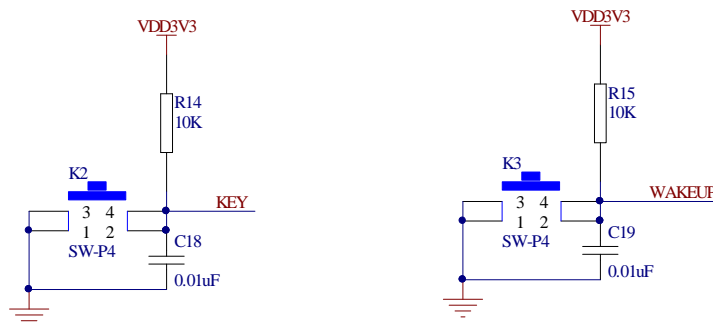 VDD3V3
R14
10K
K2
3 4
1 2
SW-P4
KEY
C18
0.01uF
VDD3V3
R15
10K
K3
3 4
1 2
SW-P4
WAKEUP
C19
0.01uF